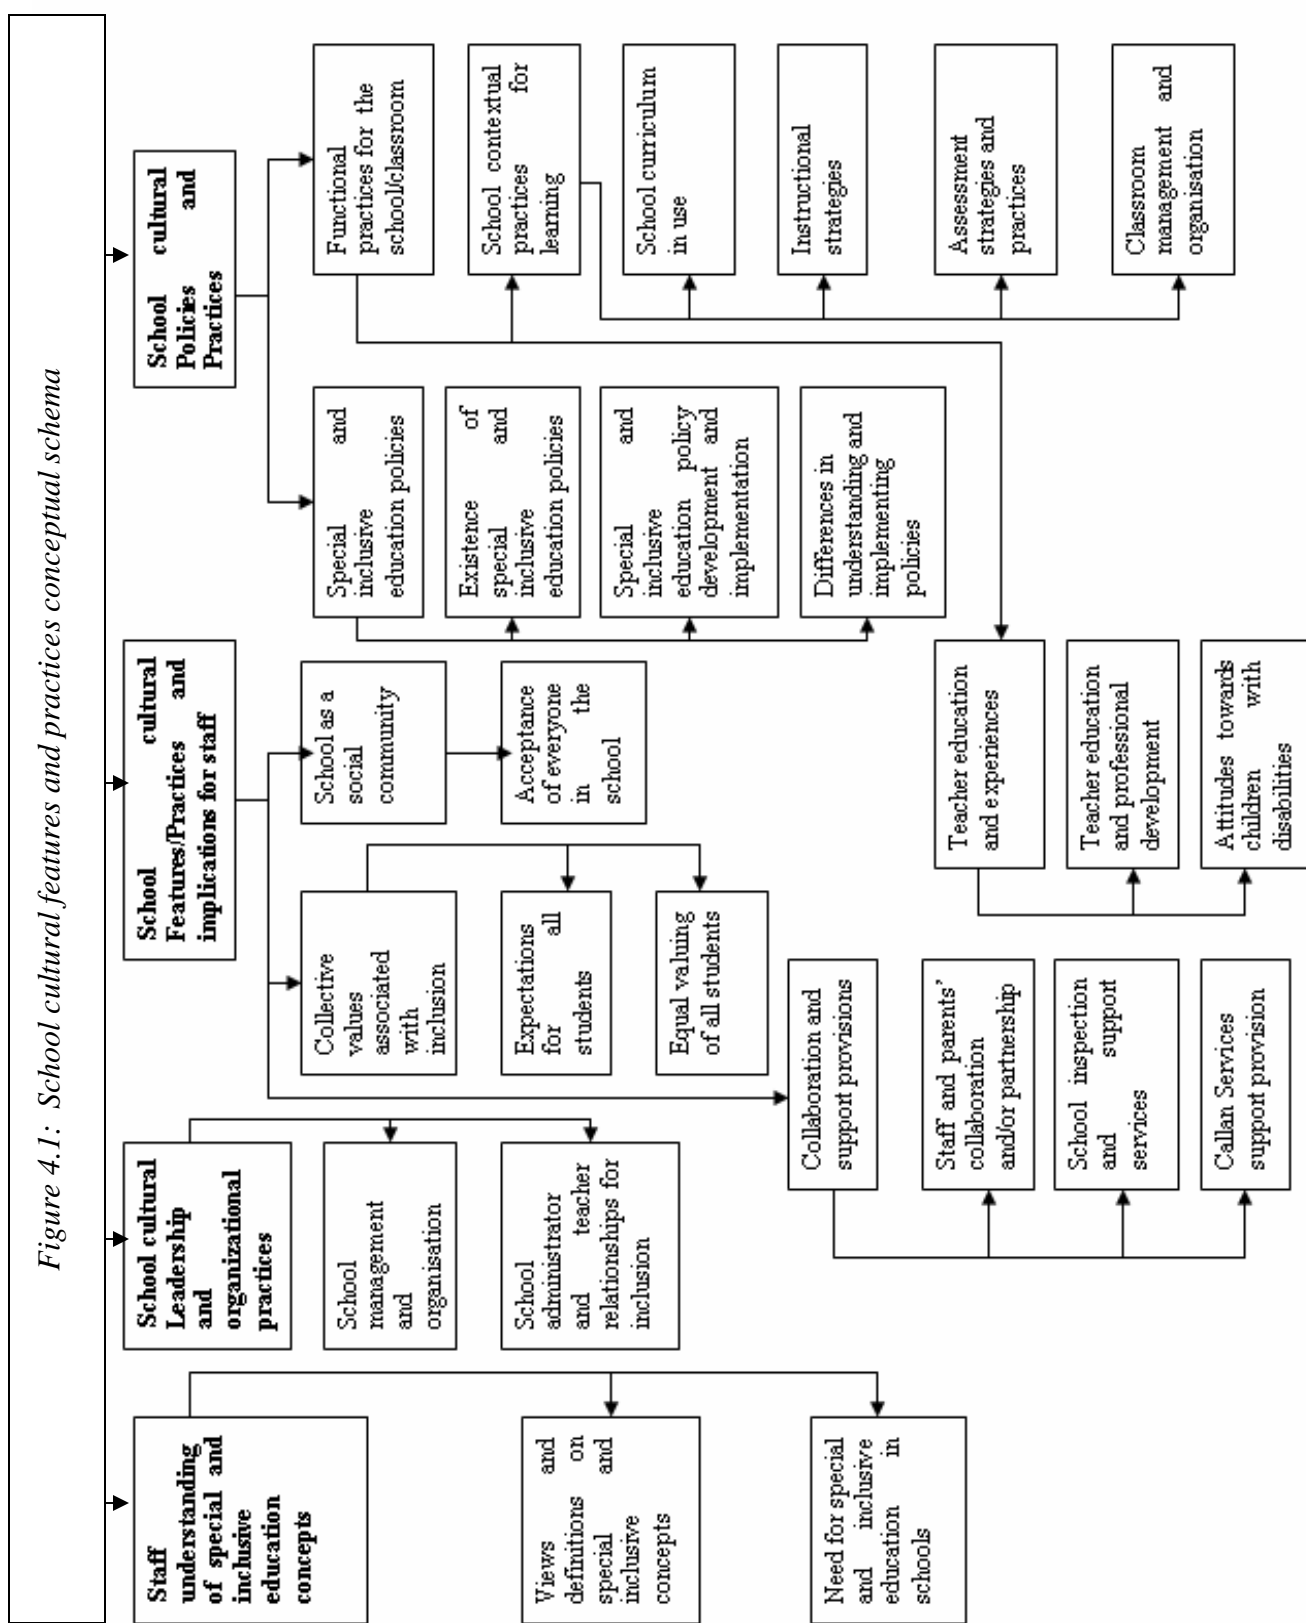 Figure 4.1: School cultural features and practices conceptual schema
Staff
understanding
of special and
inclusive
education
concepts
Views and
definitions on
special and
inclusive
concepts
Need for special
and inclusive
education in
schools
School cultural
Leadership
and
organizational
practices
School
management
and
organisation
School
administrator
and teacher
relationships for
inclusion
School cultural
Features/Practices and
implications for staff
Collective
values
associated
with
inclusion
Expectations
for all
students
Equal valuing
of all students
School as a
social
community
Acceptance
of everyone
in the
school
Collaboration and
support provisions
Staff and parents'
collaboration
and/or partnership
School inspection
and support
services
Callan Services
support provision
School cultural
Policies and
Practices
Special and
inclusive
education policies
Existence of
special and
inclusive
education policies
Special and
inclusive
education policy
development and
implementation
Differences in
understanding and
implementing
policies
Functional
practices for the
school/classroom
School contextual
practices for
learning
School curriculum
in use
Instructional
strategies
Assessment
strategies and
practices
Classroom
management and
organisation
Teacher education
and experiences
Teacher education
and professional
development
Attitudes towards
children with
disabilities